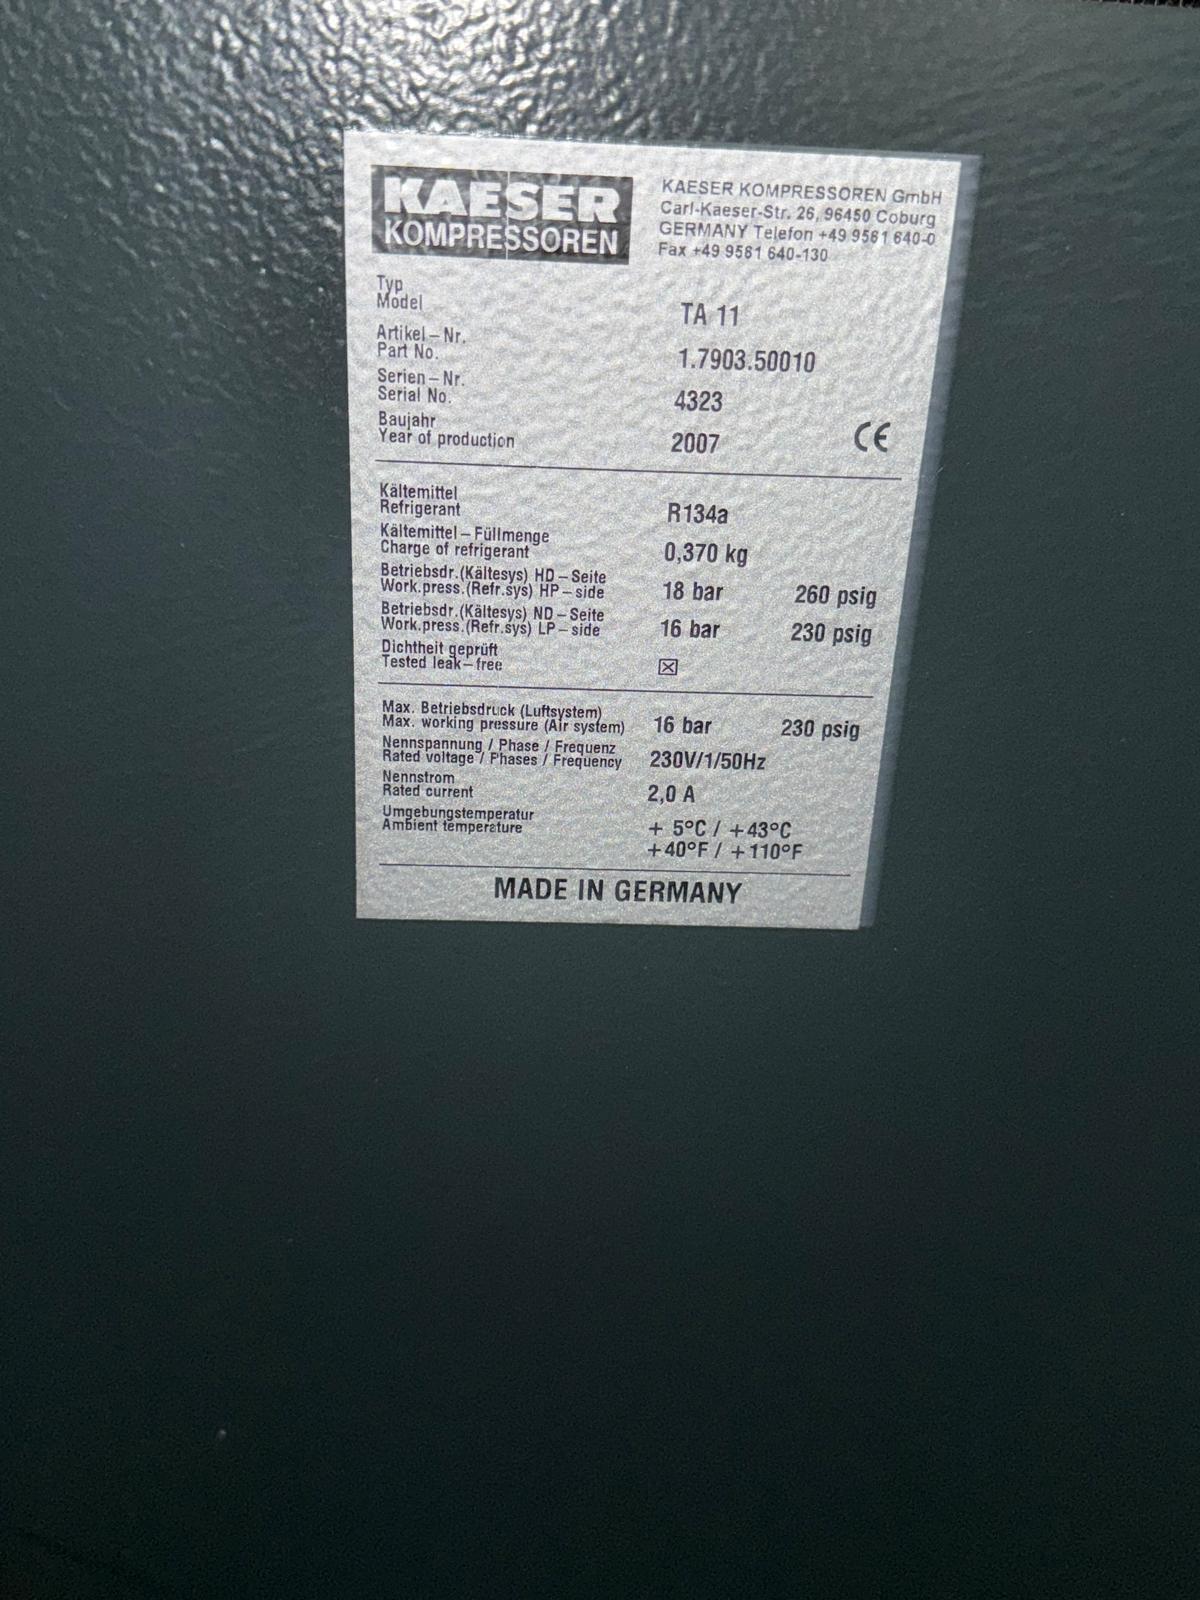 KAESER
KOMPRESSOREN
KAESER KOMPRESSOREN GmbH
Carl-Kaeser-Str. 26, 96450 Coburg
GERMANY Telefon +49 9561 640-0
Fax +49 9561 640-130
Typ
Model TA 11
Artikel – Nr.
Part No. 1.7903.50010
Serien – Nr.
Serial No. 4323
Baujahr
Year of production 2007 CE
Kältemittel
Refrigerant R134a
Kältemittel – Füllmenge
Charge of refrigerant 0,370 kg
Betriebsdr.(Kältesys) HD – Seite
Work.press.(Refr.sys) HP – side 18 bar 260 psig
Betriebsdr.(Kältesys) ND – Seite
Work.press.(Refr.sys) LP – side 16 bar 230 psig
Dichtheit geprüft
Tested leak – free ☒
Max. Betriebsdruck (Luftsystem)
Max. working pressure (Air system) 16 bar 230 psig
Nennspannung / Phase / Frequenz
Rated voltage / Phases / Frequency 230V/1/50Hz
Nennstrom
Rated current 2,0 A
Umgebungstemperatur
Ambient temperature + 5°C / +43°C
+40°F / +110°F
MADE IN GERMANY